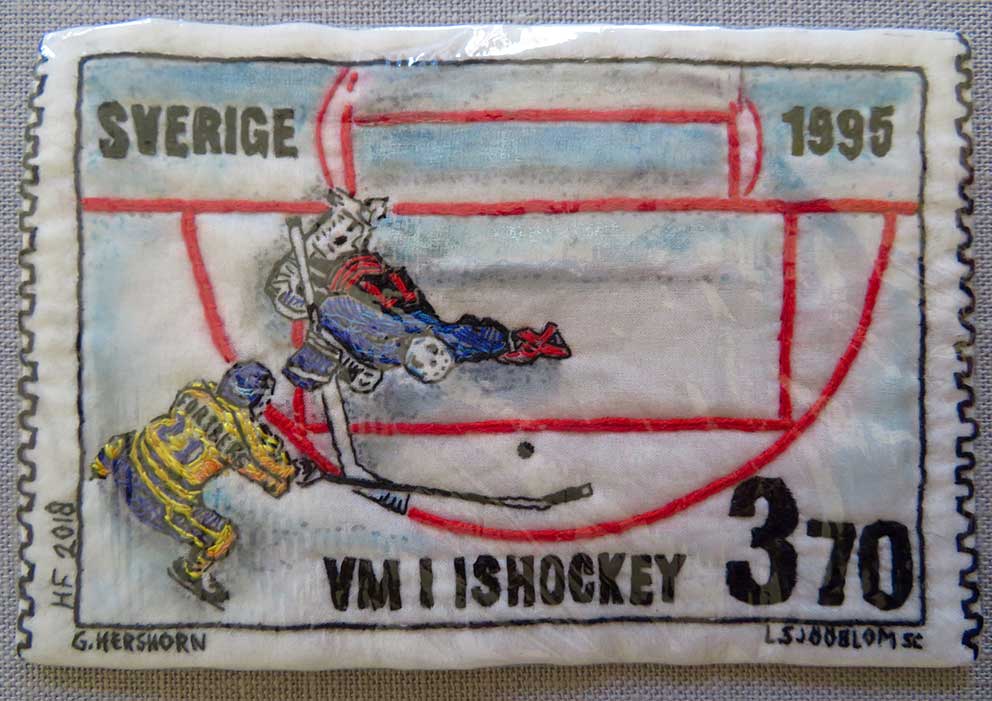 SVERIGE
1995
VM I ISHOCKEY
3 70
HF 2018
G.HERSHORN
L.SJÖÖBLOM SC